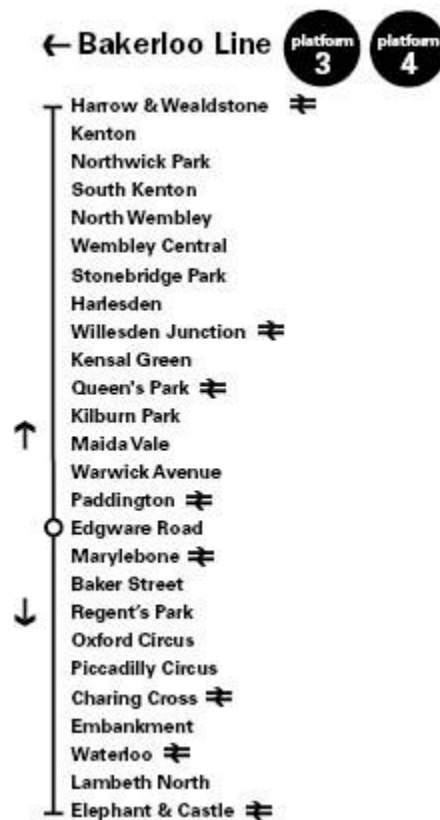 ← Bakerloo Line platform 3 platform 4
Harrow & Wealdstone
Kenton
Northwick Park
South Kenton
North Wembley
Wembley Central
Stonebridge Park
Harlesden
Willesden Junction
Kensal Green
Queen's Park
Kilburn Park
Maida Vale
Warwick Avenue
Paddington
Edgware Road
Marylebone
Baker Street
Regent's Park
Oxford Circus
Piccadilly Circus
Charing Cross
Embankment
Waterloo
Lambeth North
Elephant & Castle